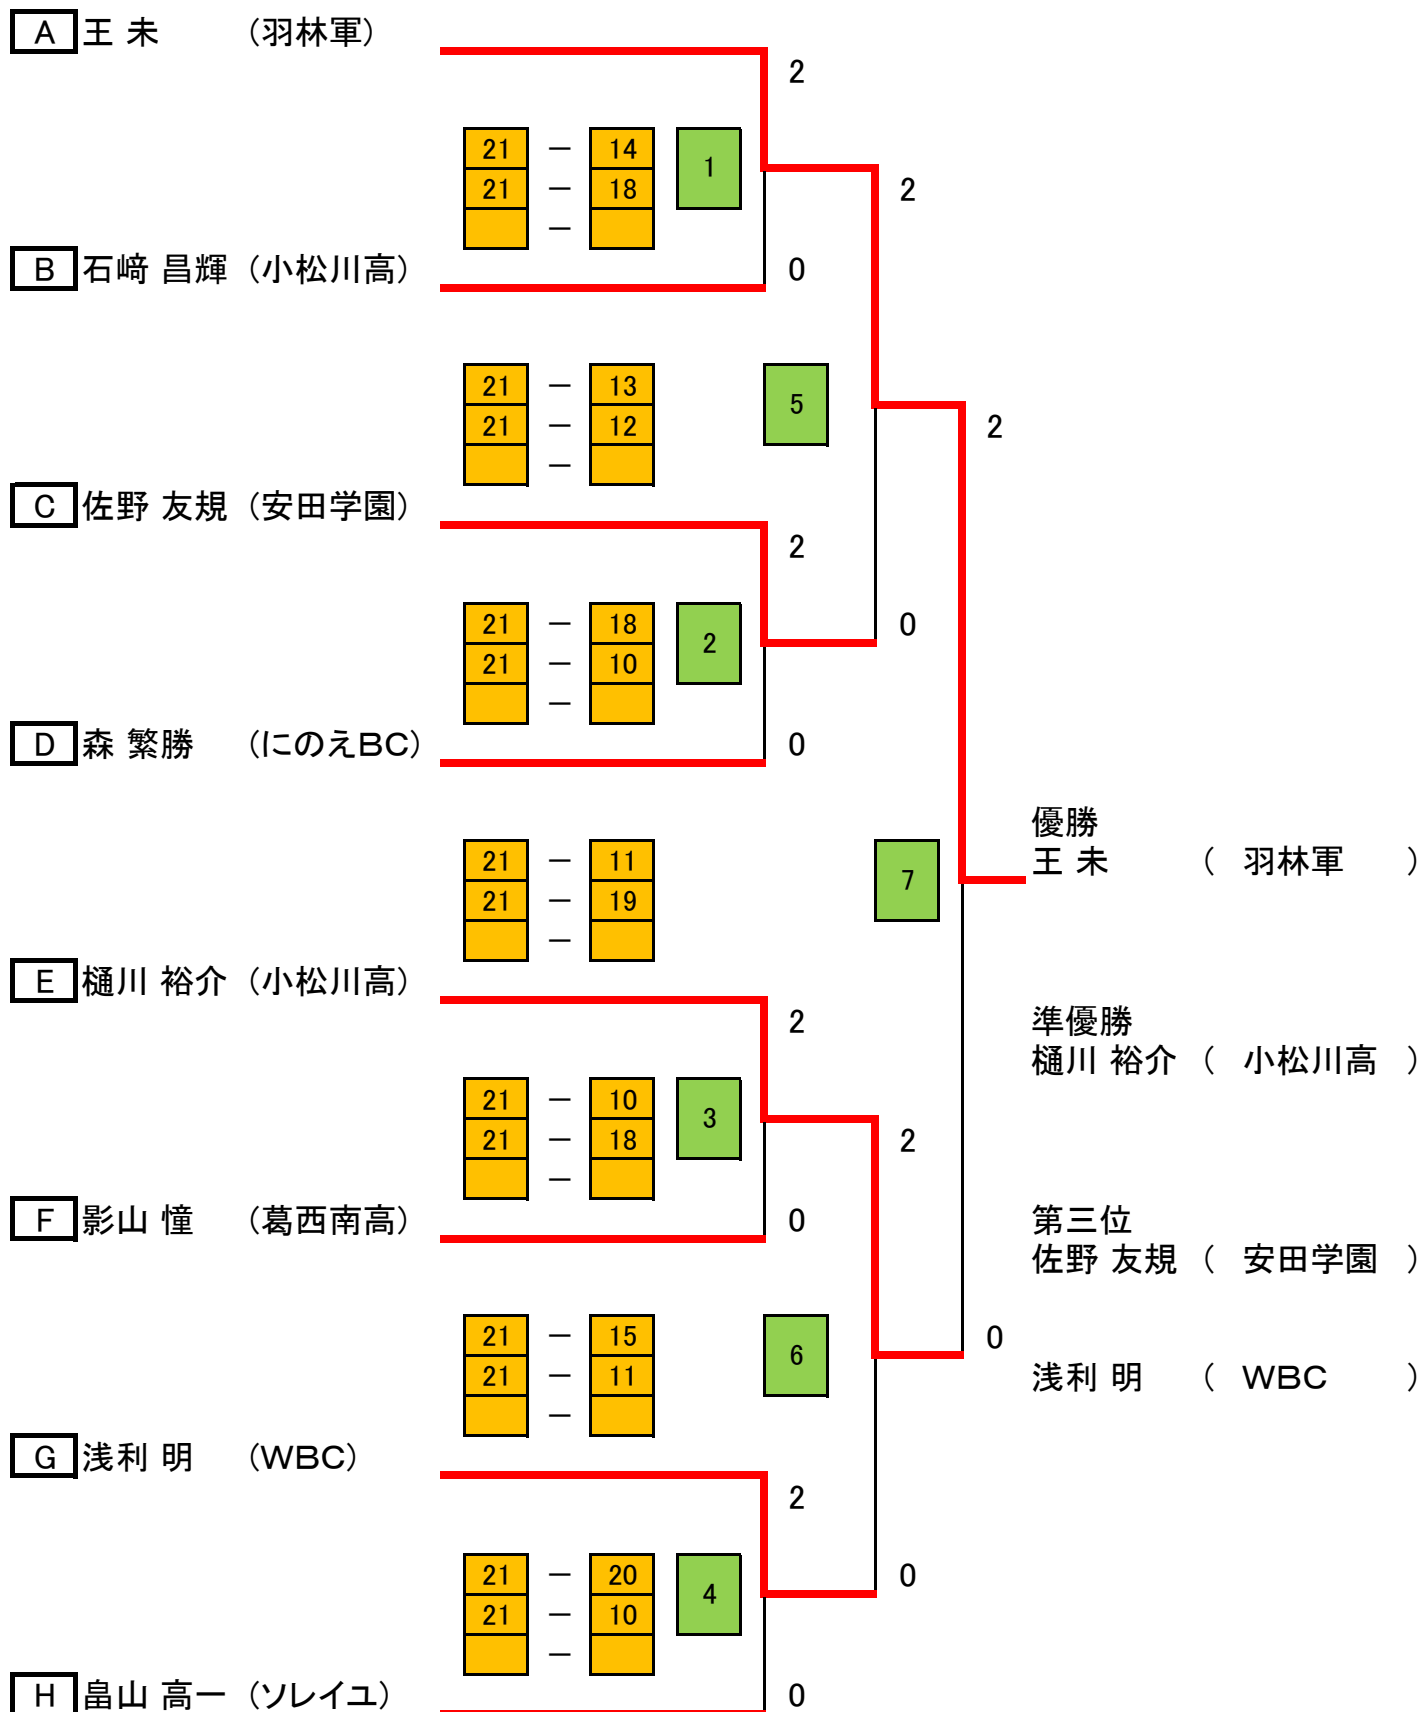 A 王 未 （羽林軍）
2
21 － 14 1
21 － 18 2
－
B 石﨑 昌輝 （小松川高） 0
21 － 13 5
21 － 12 2
－
C 佐野 友規 （安田学園）
2
21 － 18 2 0
21 － 10
－
D 森 繁勝 （にのえBC） 0
優勝
21 － 11 7 王 未 （ 羽林軍 ）
21 － 19
－
E 樋川 裕介 （小松川高）
2 準優勝
樋川 裕介 （ 小松川高 ）
21 － 10 3
21 － 18 2
－
F 影山 憧 （葛西南高） 0 第三位
佐野 友規 （ 安田学園 ）
21 － 15 6 0
21 － 11 浅利 明 （ WBC ）
－
G 浅利 明 （WBC）
2
21 － 20 4 0
21 － 10
－
H 畠山 高一 （ソレイユ） 0